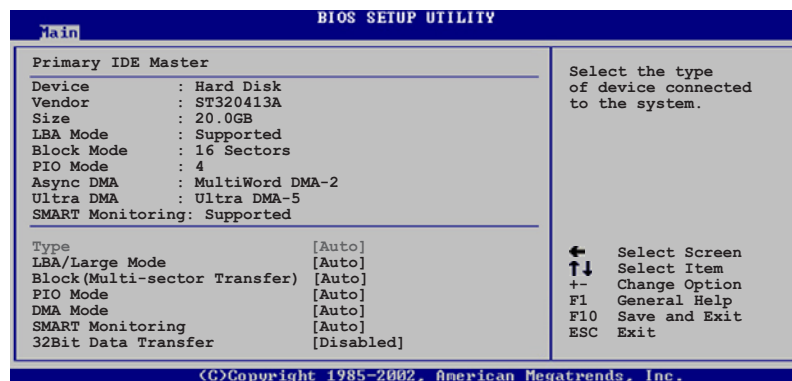 BIOS SETUP UTILITY
Main
Primary IDE Master
Device : Hard Disk
Vendor : ST320413A
Size : 20.0GB
LBA Mode : Supported
Block Mode : 16 Sectors
PIO Mode : 4
Async DMA : MultiWord DMA-2
Ultra DMA : Ultra DMA-5
SMART Monitoring: Supported
Type [Auto]
LBA/Large Mode [Auto]
Block(Multi-sector Transfer) [Auto]
PIO Mode [Auto]
DMA Mode [Auto]
SMART Monitoring [Auto]
32Bit Data Transfer [Disabled]
Select the type
of device connected
to the system.
Select Screen
Select Item
+- Change Option
F1 General Help
F10 Save and Exit
ESC Exit
(C)Copyright 1985-2002, American Megatrends, Inc.